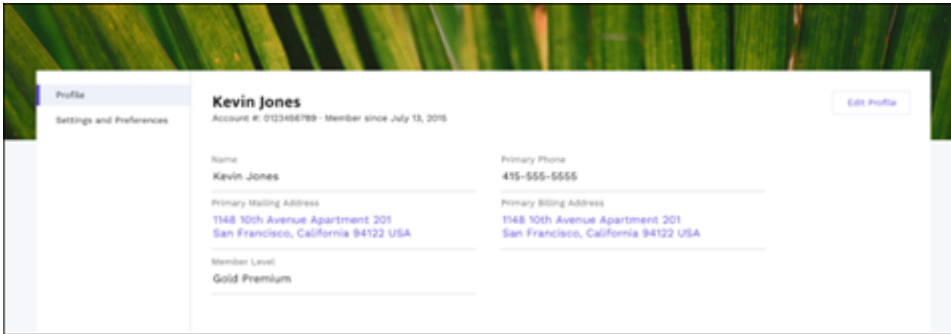 Profile
Settings and Preferences
Kevin Jones
Account #: 0123456789 · Member since July 13, 2015
Edit Profile
Name
Kevin Jones
Primary Phone
415-555-5555
Primary Mailing Address
1148 10th Avenue Apartment 201
San Francisco, California 94122 USA
Primary Billing Address
1148 10th Avenue Apartment 201
San Francisco, California 94122 USA
Member Level
Gold Premium